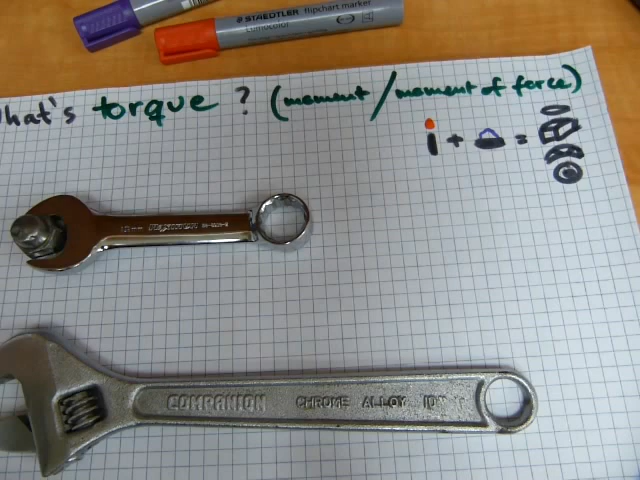 STAEDTLER flipchart marker
Lumocolor
hat's torque ? (moment/moment of force)
i + =
COMPANION CHROME ALLOY 10"